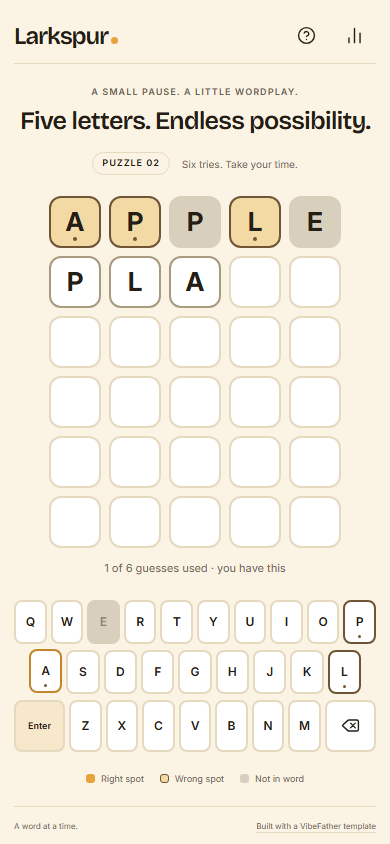 Larkspur.
A SMALL PAUSE. A LITTLE WORDPLAY.
Five letters. Endless possibility.
PUZZLE 02 Six tries. Take your time.
A P P L E
P L A
1 of 6 guesses used · you have this
Q W E R T Y U I O P
A S D F G H J K L
Enter Z X C V B N M
Right spot Wrong spot Not in word
A word at a time. Built with a VibeFather template